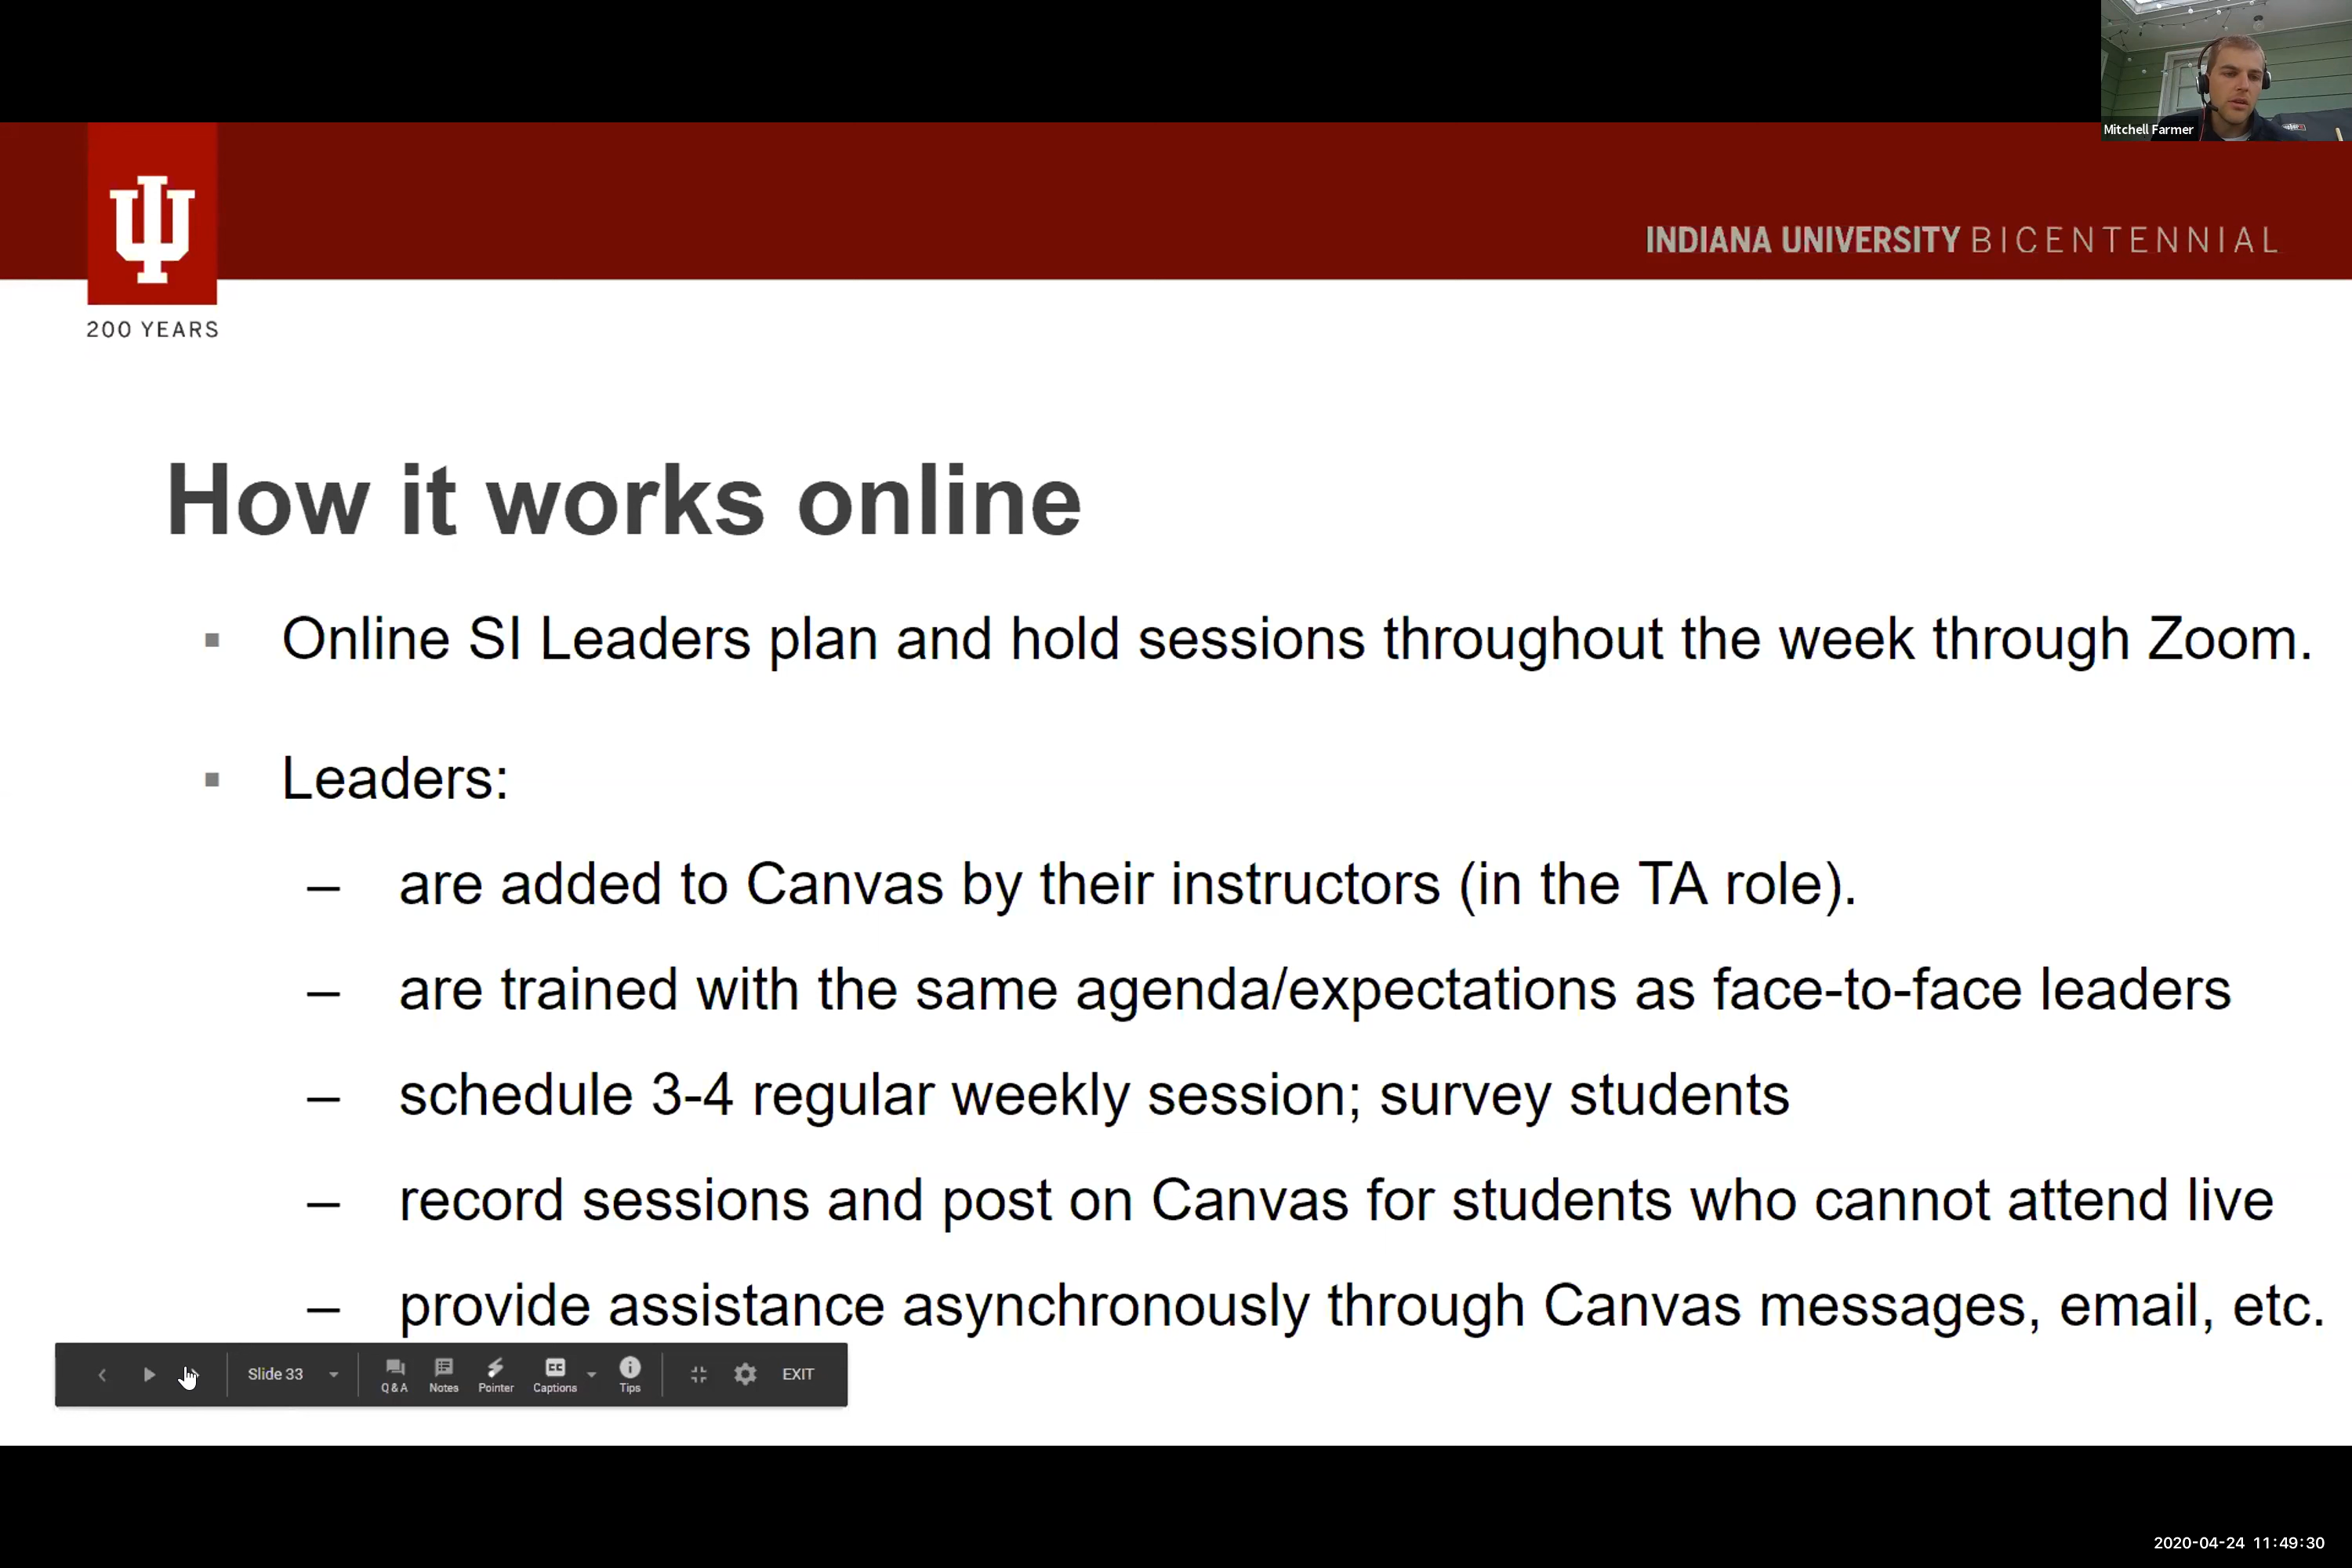 Mitchell Farmer
INDIANA UNIVERSITY BICENTENNIAL
200 YEARS
How it works online
▪ Online SI Leaders plan and hold sessions throughout the week through Zoom.
▪ Leaders:
– are added to Canvas by their instructors (in the TA role).
– are trained with the same agenda/expectations as face-to-face leaders
– schedule 3-4 regular weekly session; survey students
– record sessions and post on Canvas for students who cannot attend live
– provide assistance asynchronously through Canvas messages, email, etc.
Slide 33 Q & A Notes Pointer CC Captions Tips EXIT
2020-04-24 11:49:30